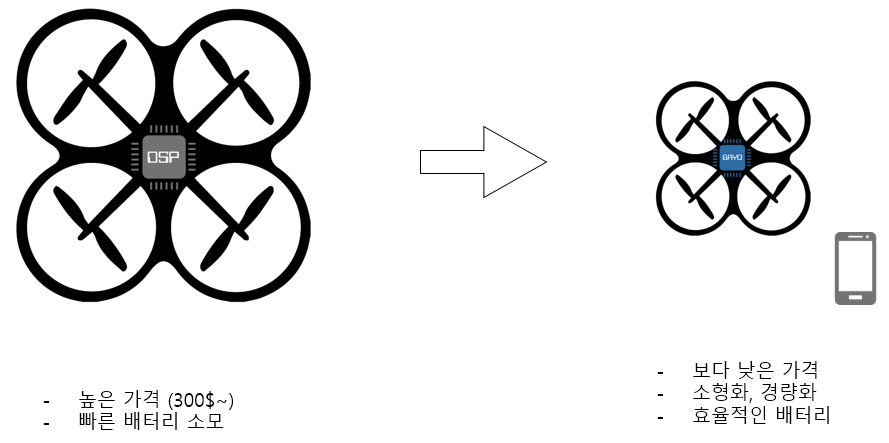 DSP
- 높은 가격 (300$~)
- 빠른 배터리 소모
BAYO
- 보다 낮은 가격
- 소형화, 경량화
- 효율적인 배터리